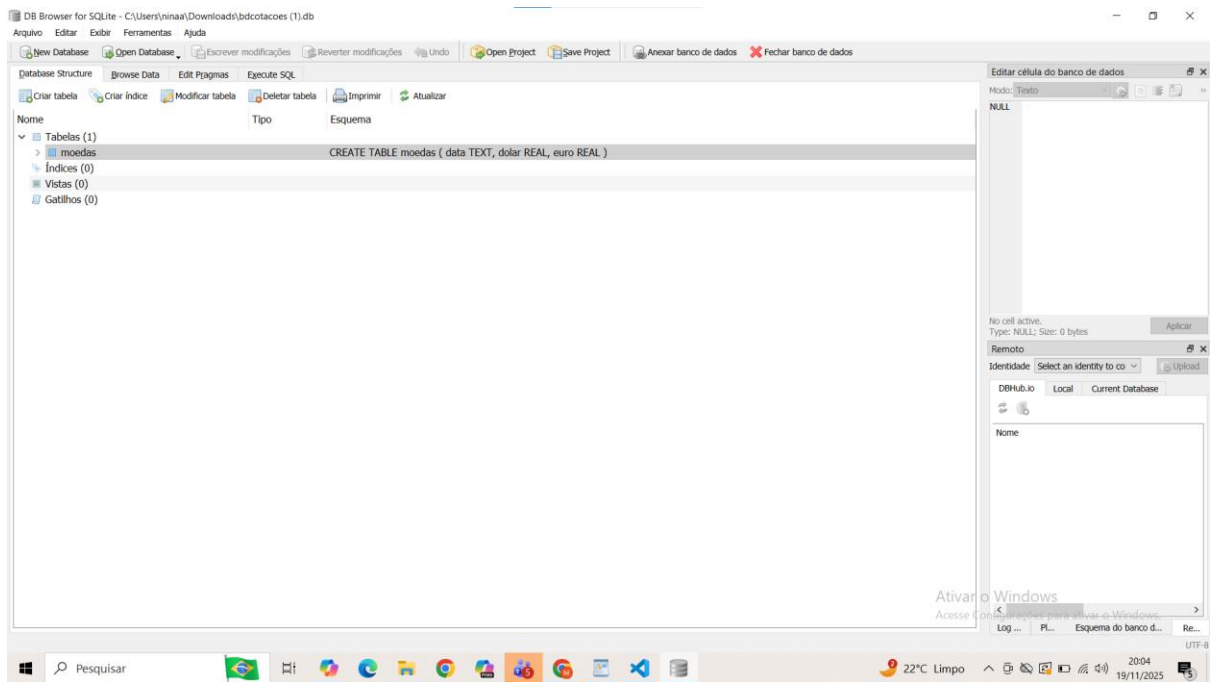 DB Browser for SQLite - C:\Users\ninaa\Downloads\bdcotacoes (1).db
Arquivo Editar Exibir Ferramentas Ajuda
New Database Open Database Escrever modificações Reverter modificações Undo Open Project Save Project Anexar banco de dados Fechar banco de dados
Database Structure Browse Data Edit Pragmas Execute SQL
Criar tabela Criar índice Modificar tabela Deletar tabela Imprimir Atualizar
Nome Tipo Esquema
Tabelas (1)
moedas CREATE TABLE moedas ( data TEXT, dolar REAL, euro REAL )
Índices (0)
Vistas (0)
Gatilhos (0)
Editar célula do banco de dados
Modo: Texto
NULL
No cell active.
Type: NULL; Size: 0 bytes
Aplicar
Remoto
Identidade Select an identity to co Upload
DBHub.io Local Current Database
Nome
Ativar o Windows
Acesse Configurações para ativar o Windows.
Log ... Pl... Esquema do banco d... Re...
UTF-8
Pesquisar
22°C Limpo
20:04
19/11/2025
5